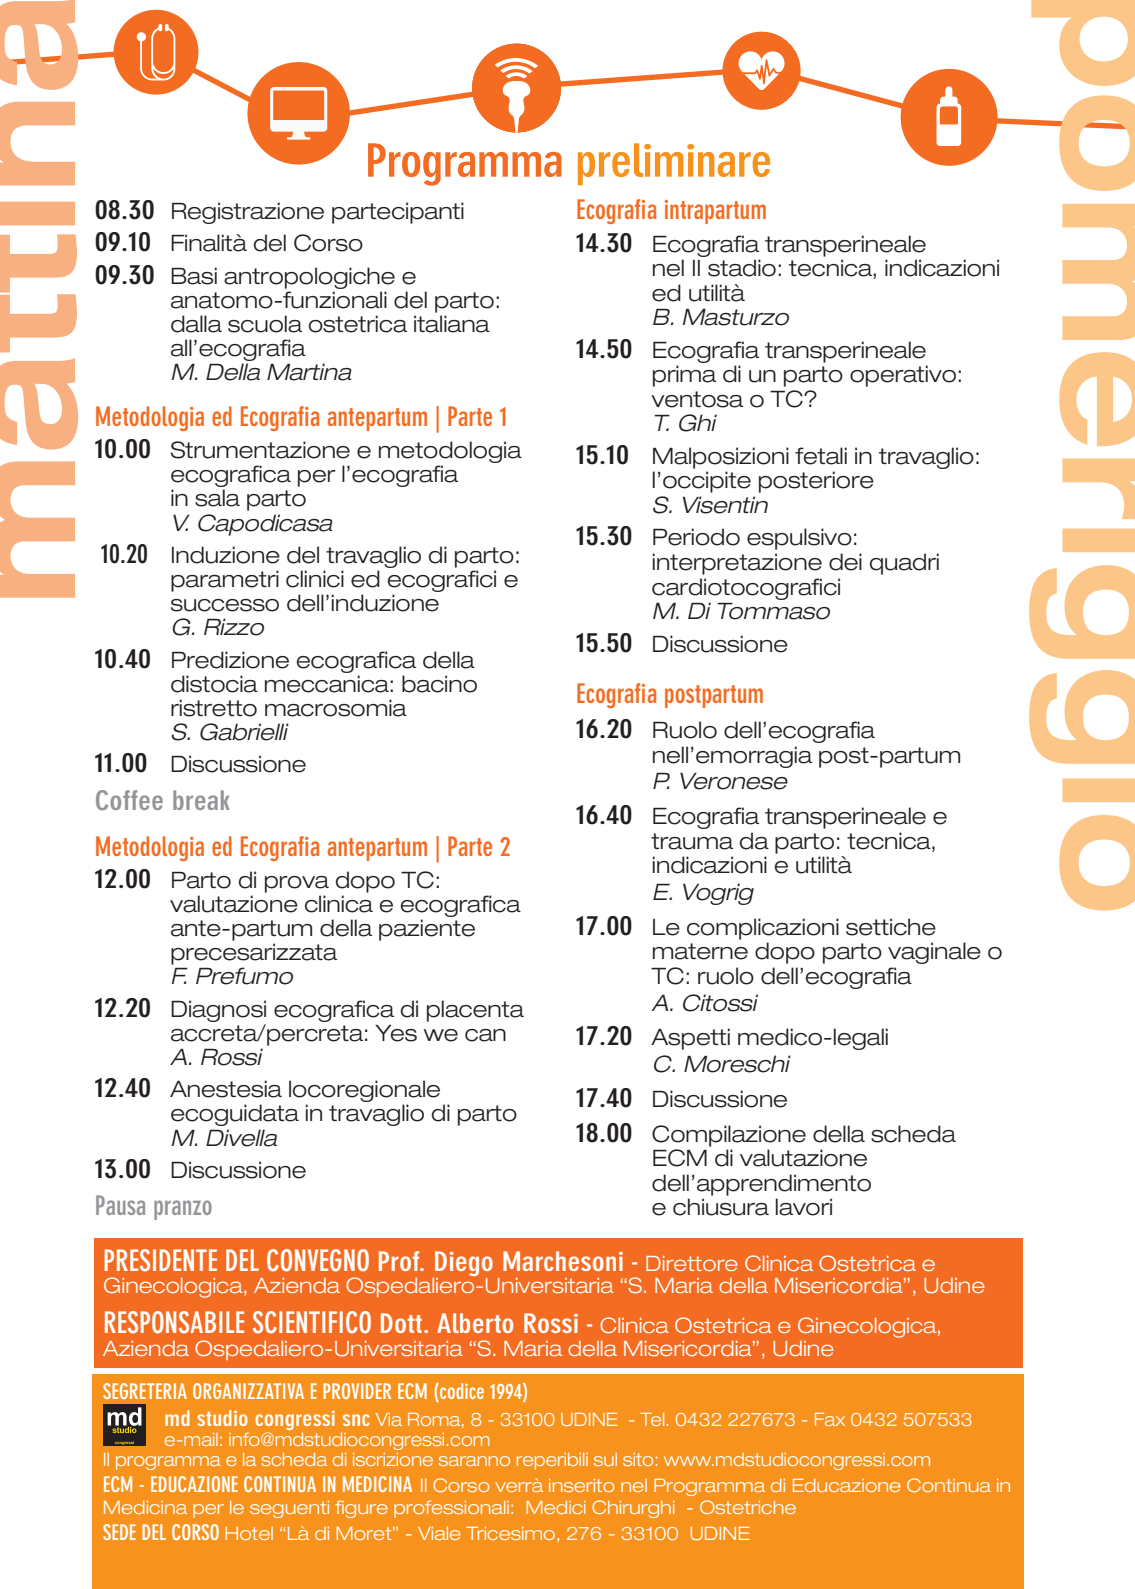 mattina
pomeriggio
Programma preliminare
08.30 Registrazione partecipanti
09.10 Finalità del Corso
09.30 Basi antropologiche e
anatomo-funzionali del parto:
dalla scuola ostetrica italiana
all’ecografia
M. Della Martina
Metodologia ed Ecografia antepartum | Parte 1
10.00 Strumentazione e metodologia
ecografica per l’ecografia
in sala parto
V. Capodicasa
10.20 Induzione del travaglio di parto:
parametri clinici ed ecografici e
successo dell’induzione
G. Rizzo
10.40 Predizione ecografica della
distocia meccanica: bacino
ristretto macrosomia
S. Gabrielli
11.00 Discussione
Coffee break
Metodologia ed Ecografia antepartum | Parte 2
12.00 Parto di prova dopo TC:
valutazione clinica e ecografica
ante-partum della paziente
precesarizzata
F. Prefumo
12.20 Diagnosi ecografica di placenta
accreta/percreta: Yes we can
A. Rossi
12.40 Anestesia locoregionale
ecoguidata in travaglio di parto
M. Divella
13.00 Discussione
Pausa pranzo
Ecografia intrapartum
14.30 Ecografia transperineale
nel II stadio: tecnica, indicazioni
ed utilità
B. Masturzo
14.50 Ecografia transperineale
prima di un parto operativo:
ventosa o TC?
T. Ghi
15.10 Malposizioni fetali in travaglio:
l’occipite posteriore
S. Visentin
15.30 Periodo espulsivo:
interpretazione dei quadri
cardiotocografici
M. Di Tommaso
15.50 Discussione
Ecografia postpartum
16.20 Ruolo dell’ecografia
nell’emorragia post-partum
P. Veronese
16.40 Ecografia transperineale e
trauma da parto: tecnica,
indicazioni e utilità
E. Vogrig
17.00 Le complicazioni settiche
materne dopo parto vaginale o
TC: ruolo dell’ecografia
A. Citossi
17.20 Aspetti medico-legali
C. Moreschi
17.40 Discussione
18.00 Compilazione della scheda
ECM di valutazione
dell’apprendimento
e chiusura lavori
PRESIDENTE DEL CONVEGNO Prof. Diego Marchesoni - Direttore Clinica Ostetrica e
Ginecologica, Azienda Ospedaliero-Universitaria “S. Maria della Misericordia”, Udine
RESPONSABILE SCIENTIFICO Dott. Alberto Rossi - Clinica Ostetrica e Ginecologica,
Azienda Ospedaliero-Universitaria “S. Maria della Misericordia”, Udine
SEGRETERIA ORGANIZZATIVA E PROVIDER ECM (codice 1994)
md
studio
congressi
md studio congressi snc Via Roma, 8 - 33100 UDINE - Tel. 0432 227673 - Fax 0432 507533
e-mail: info@mdstudiocongressi.com
Il programma e la scheda di iscrizione saranno reperibili sul sito: www.mdstudiocongressi.com
ECM - EDUCAZIONE CONTINUA IN MEDICINA Il Corso verrà inserito nel Programma di Educazione Continua in
Medicina per le seguenti figure professionali: Medici Chirurghi - Ostetriche
SEDE DEL CORSO Hotel “Là di Moret” - Viale Tricesimo, 276 - 33100 UDINE